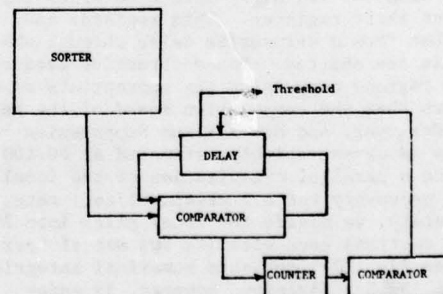 SORTER
Threshold
DELAY
COMPARATOR
COUNTER
COMPARATOR